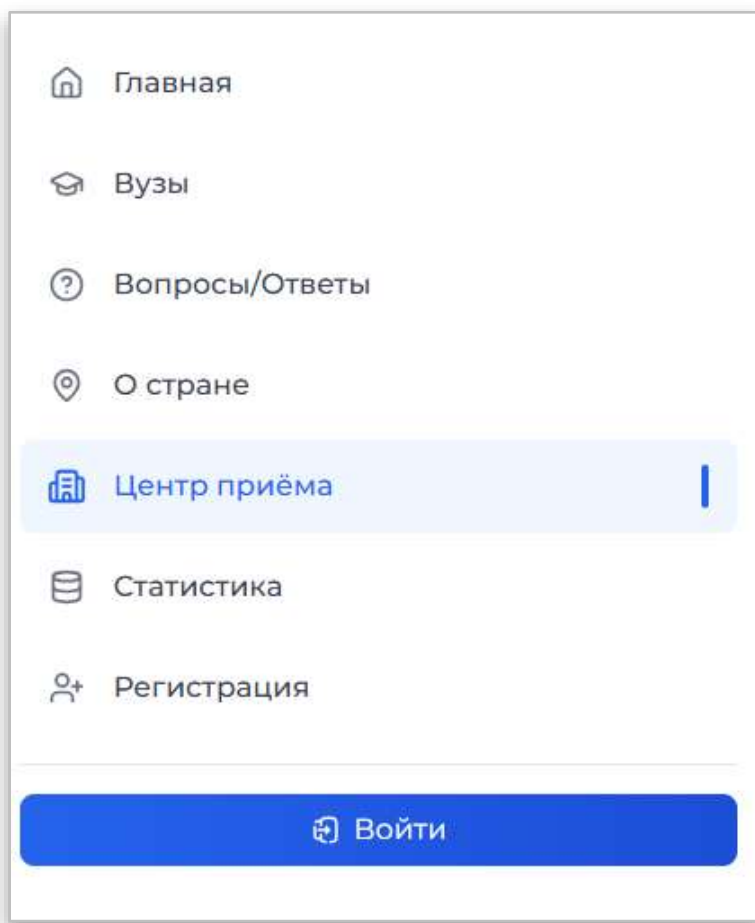 Главная
Вузы
Вопросы/Ответы
О стране
Центр приёма
Статистика
Регистрация
Войти